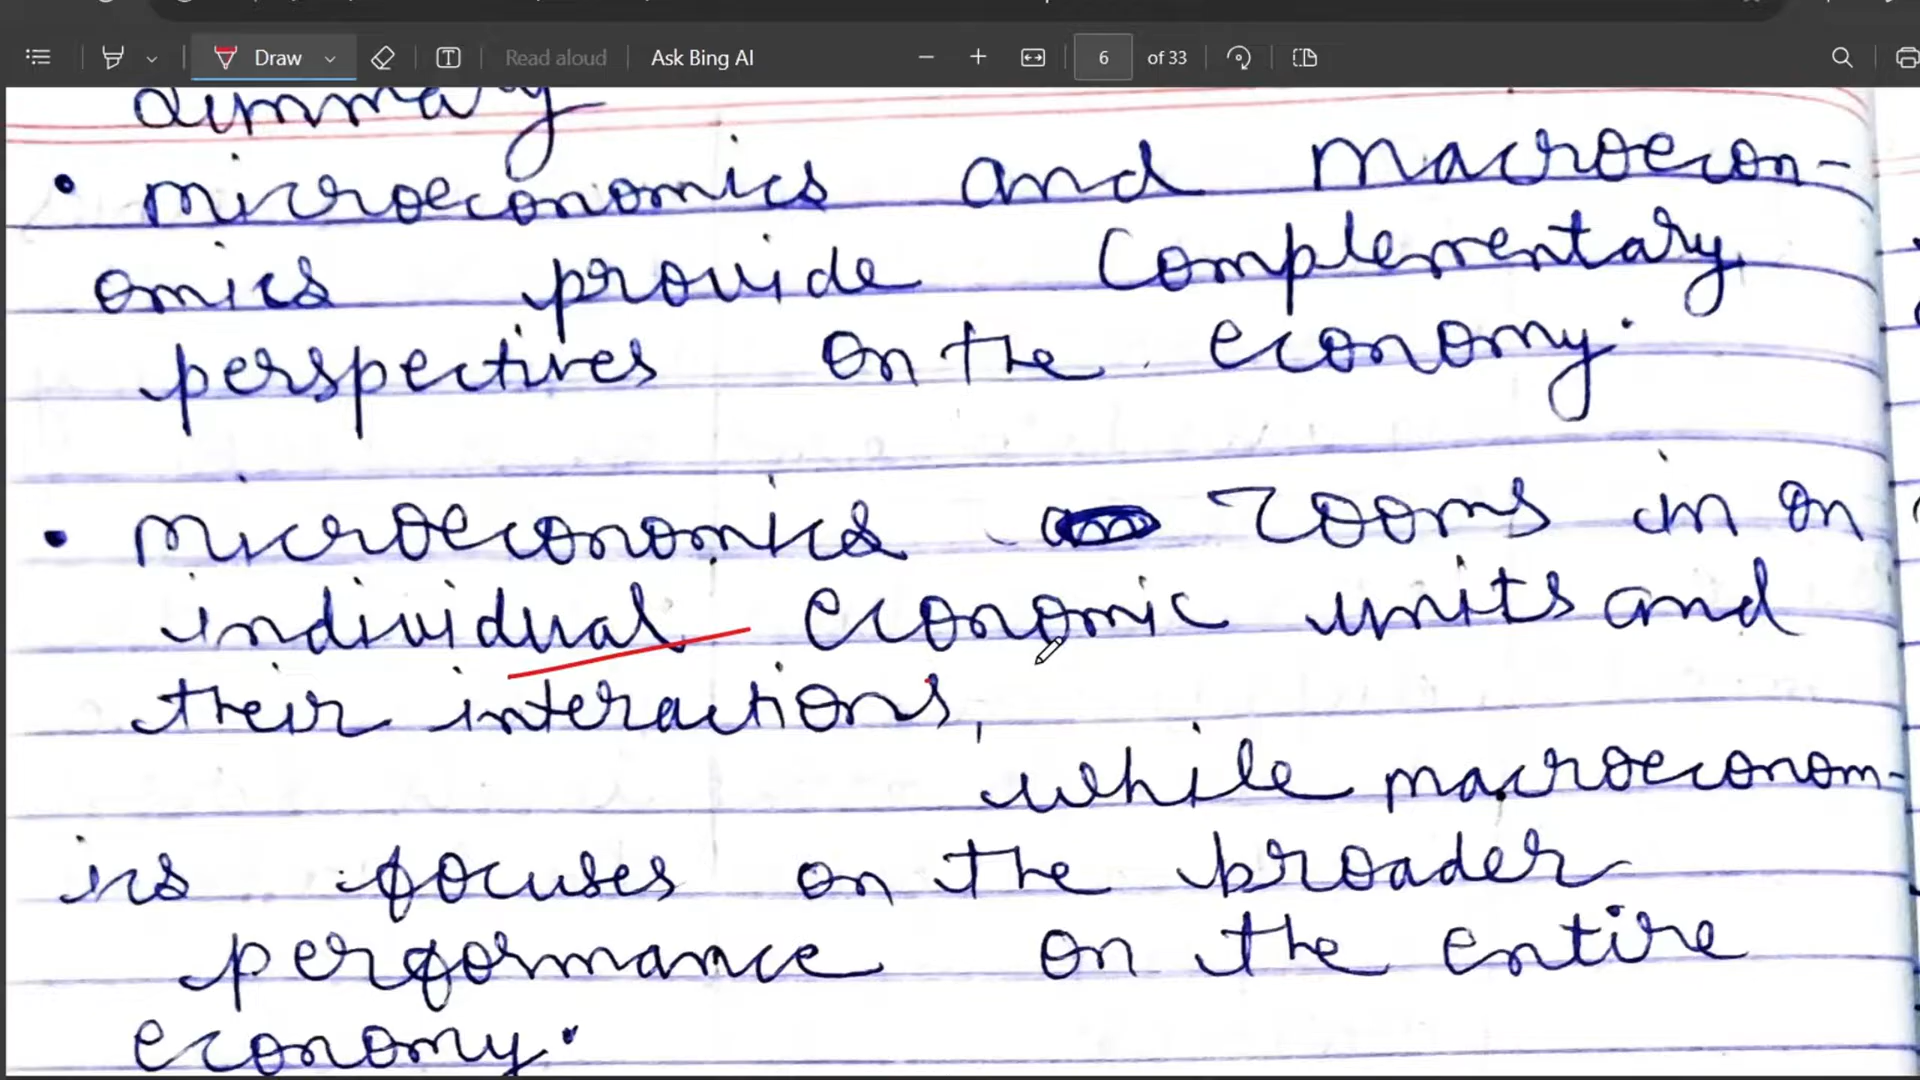 Draw
Read aloud
Ask Bing AI
6 of 33
Summary
• Microeconomics and Macroecon-
omics provide Complementary
perspectives on the economy.
• Microeconomics zooms in on
individual economic units and
their interactions,
while macroeconom-
ics focuses on the broader
performance on the entire
economy.